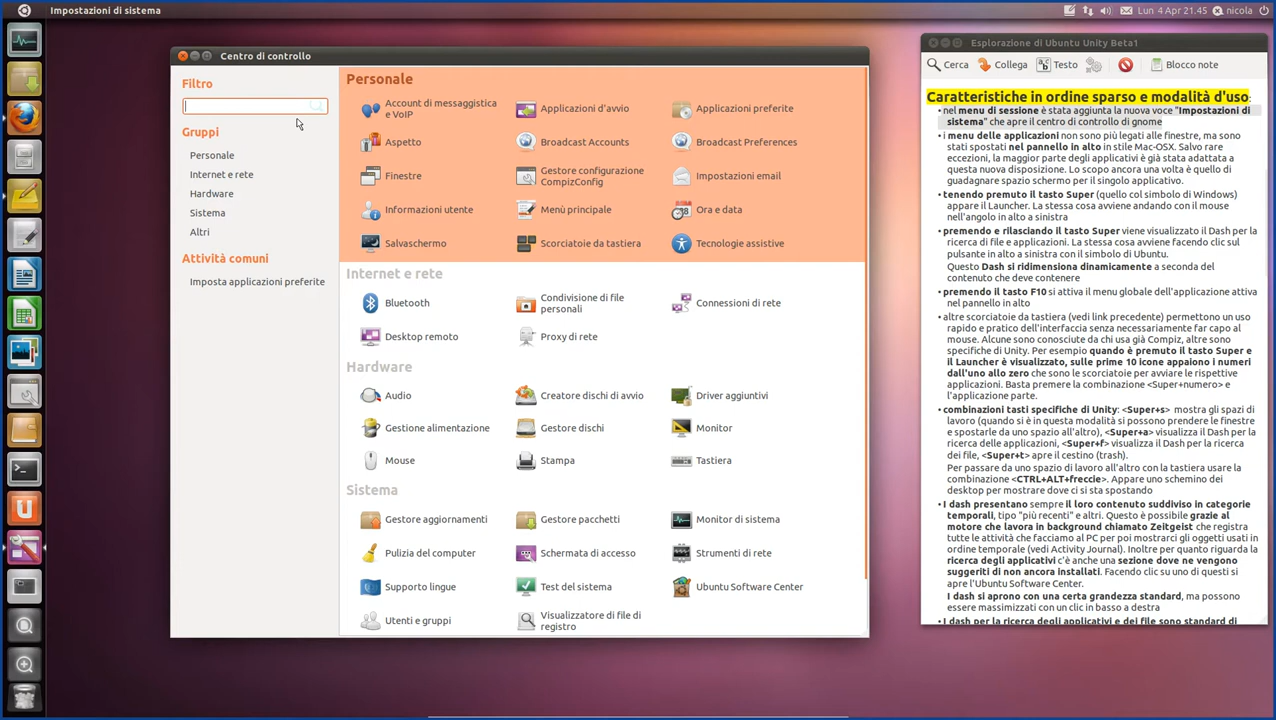 Impostazioni di sistema
Lun 4 Apr 21.45
nicola
Centro di controllo
Filtro
Gruppi
Personale
Internet e rete
Hardware
Sistema
Altri
Attività comuni
Imposta applicazioni preferite
Personale
Account di messaggistica
e VoIP
Applicazioni d'avvio
Applicazioni preferite
Aspetto
Broadcast Accounts
Broadcast Preferences
Finestre
Gestore configurazione
CompizConfig
Impostazioni email
Informazioni utente
Menù principale
Ora e data
Salvaschermo
Scorciatoie da tastiera
Tecnologie assistive
Internet e rete
Bluetooth
Condivisione di file
personali
Connessioni di rete
Desktop remoto
Proxy di rete
Hardware
Audio
Creatore dischi di avvio
Driver aggiuntivi
Gestione alimentazione
Gestore dischi
Monitor
Mouse
Stampa
Tastiera
Sistema
Gestore aggiornamenti
Gestore pacchetti
Monitor di sistema
Pulizia del computer
Schermata di accesso
Strumenti di rete
Supporto lingue
Test del sistema
Ubuntu Software Center
Utenti e gruppi
Visualizzatore di file di
registro
Esplorazione di Ubuntu Unity Beta1
Cerca
Collega
Testo
Blocco note
Caratteristiche in ordine sparso e modalità d'uso:
• nel menu di sessione è stata aggiunta la nuova voce "Impostazioni di
sistema" che apre il centro di controllo di gnome
• i menu delle applicazioni non sono più legati alle finestre, ma sono
stati spostati nel pannello in alto in stile Mac-OSX. Salvo rare
eccezioni, la maggior parte degli applicativi è già stata adattata a
questa nuova disposizione. Lo scopo ancora una volta è quello di
guadagnare spazio schermo per il singolo applicativo.
• tenendo premuto il tasto Super (quello col simbolo di Windows)
appare il Launcher. La stessa cosa avviene andando con il mouse
nell'angolo in alto a sinistra
• premendo e rilasciando il tasto Super viene visualizzato il Dash per la
ricerca di file e applicazioni. La stessa cosa avviene facendo clic sul
pulsante in alto a sinistra con il simbolo di Ubuntu.
Questo Dash si ridimensiona dinamicamente a seconda del
contenuto che deve contenere
• premendo il tasto F10 si attiva il menu globale dell'applicazione attiva
nel pannello in alto
• altre scorciatoie da tastiera (vedi link precedente) permettono un uso
rapido e pratico dell'interfaccia senza necessariamente far capo al
mouse. Alcune sono conosciute da chi usa già Compiz, altre sono
specifiche di Unity. Per esempio quando è premuto il tasto Super e
il Launcher è visualizzato, sulle prime 10 icone appaiono i numeri
dall'uno allo zero che sono le scorciatoie per avviare le rispettive
applicazioni. Basta premere la combinazione <Super+numero> e
l'applicazione parte.
• combinazioni tasti specifiche di Unity: <Super+s> mostra gli spazi di
lavoro (quando si è in questa modalità si possono prendere le finestre
e spostarle da uno spazio all'altro), <Super+a> visualizza il Dash per la
ricerca delle applicazioni, <Super+f> visualizza il Dash per la ricerca
dei file, <Super+t> apre il cestino (trash).
Per passare da uno spazio di lavoro all'altro con la tastiera usare la
combinazione <CTRL+ALT+freccie>. Appare uno schemino dei
desktop per mostrare dove ci si sta spostando
• I dash presentano sempre il loro contenuto suddiviso in categorie
temporali, tipo "più recenti" e altri. Questo è possibile grazie al
motore che lavora in background chiamato Zeitgeist che registra
tutte le attività che facciamo al PC per poi mostrarci gli oggetti usati in
ordine temporale (vedi Activity Journal). Inoltre per quanto riguarda la
ricerca degli applicativi c'è anche una sezione dove ne vengono
suggeriti di non ancora installati. Facendo clic su uno di questi si
apre l'Ubuntu Software Center.
I dash si aprono con una certa grandezza standard, ma possono
essere massimizzati con un clic in basso a destra
• I dash per la ricerca degli applicativi e dei file sono standard di